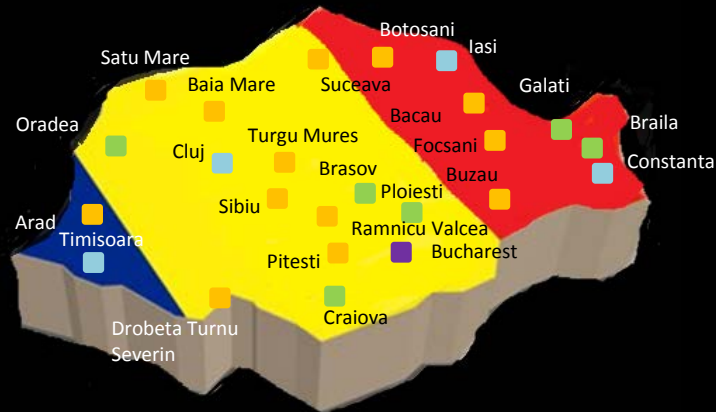 Botosani
Iasi
Satu Mare
Baia Mare
Suceava
Galati
Bacau
Oradea
Turgu Mures
Focsani
Braila
Cluj
Brasov
Buzau
Constanta
Ploiesti
Sibiu
Arad
Ramnicu Valcea
Timisoara
Pitesti
Bucharest
Craiova
Drobeta Turnu
Severin